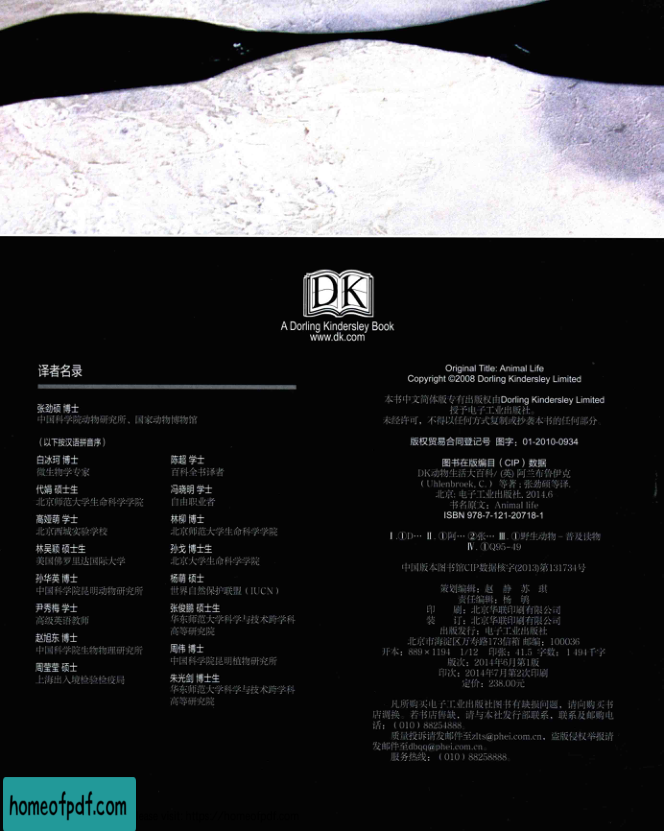 DK
A Dorling Kindersley Book
www.dk.com
译者名录
张劲硕 博士
中国科学院动物研究所、国家动物博物馆
（以下按汉语拼音序）
白冰珂 博士
微生物学专家
代娟 硕士生
北京师范大学生命科学学院
高娅萌 学士
北京西城实验学校
林吴颖 硕士生
美国佛罗里达国际大学
孙华英 博士
中国科学院昆明动物研究所
尹秀梅 学士
高级英语教师
赵旭东 博士
中国科学院生物物理研究所
周莹莹 硕士
上海出入境检验检疫局
陈超 学士
百科全书译者
冯晓明 学士
自由职业者
林柳 博士
北京师范大学生命科学学院
孙戈 博士生
北京大学生命科学学院
杨萌 硕士
世界自然保护联盟（IUCN）
张俊鹏 硕士生
华东师范大学科学与技术跨学科
高等研究院
周伟 博士
中国科学院昆明植物研究所
朱光剑 博士生
华东师范大学科学与技术跨学科
高等研究院
Original Title: Animal Life
Copyright ©2008 Dorling Kindersley Limited
本书中文简体版专有出版权由Dorling Kindersley Limited
授予电子工业出版社。
未经许可，不得以任何方式复制或抄袭本书的任何部分
版权贸易合同登记号 图字：01-2010-0934
图书在版编目（CIP）数据
DK动物生活大百科/（英）阿兰布鲁伊克
（Uhlenbroek, C.）等著；张劲硕等译.
北京：电子工业出版社，2014.6
书名原文：Animal life
ISBN 978-7-121-20718-1
Ⅰ.①D… Ⅱ.①阿…②张… Ⅲ.①野生动物－普及读物
Ⅳ.①Q95-49
中国版本图书馆CIP数据核字(2013)第131734号
策划编辑：赵 静 苏 琪
责任编辑：杨 鸲
印 刷：北京华联印刷有限公司
装 订：北京华联印刷有限公司
出版发行：电子工业出版社
北京市海淀区万寿路173信箱 邮编：100036
开本：889×1194 1/12 印张：41.5 字数：1494千字
版次：2014年6月第1版
印次：2014年7月第2次印刷
定价：238.00元
凡所购买电子工业出版社图书有缺损问题，请向购买书
店调换。若书店售缺，请与本社发行部联系，联系及邮购电
话：（010）88254888。
质量投诉请发邮件至zlts@phei.com.cn，盗版侵权举报请
发邮件至dbqq@phei.com.cn。
服务热线：（010）88258888。
homeofpdf.com